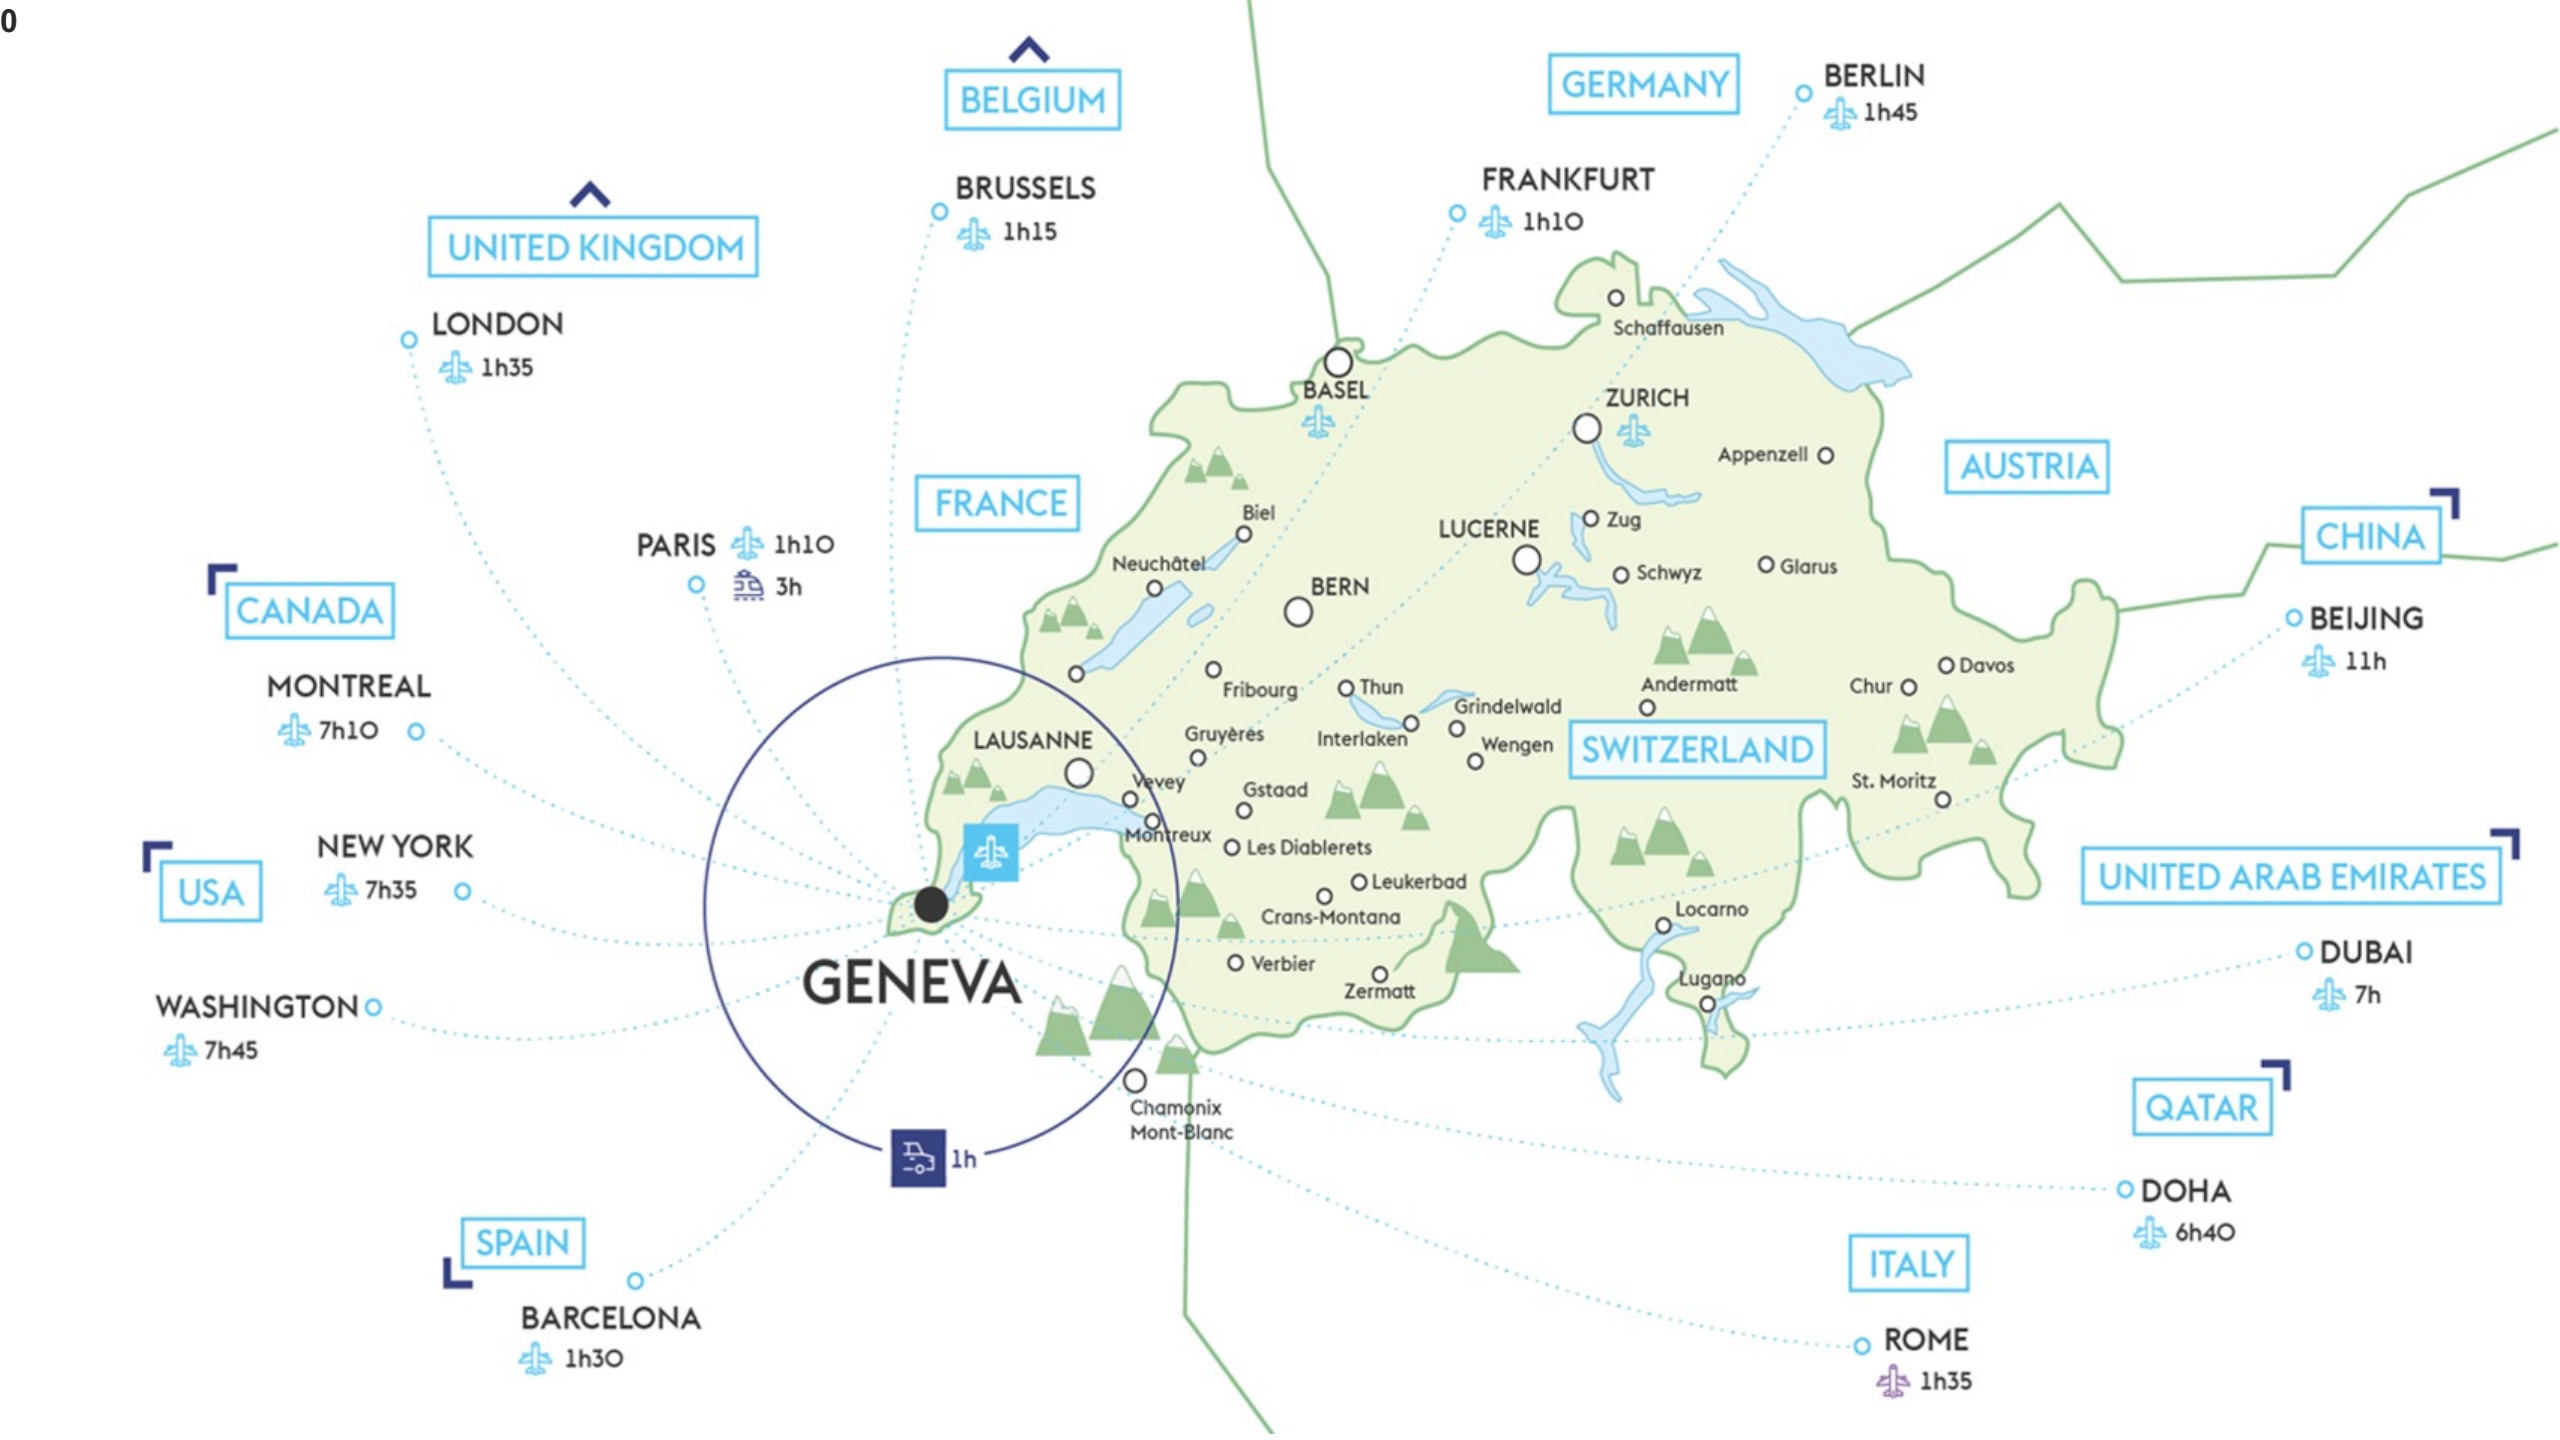 0
BELGIUM
GERMANY
BERLIN
1h45
BRUSSELS
1h15
FRANKFURT
1h10
UNITED KINGDOM
LONDON
1h35
Schaffausen
BASEL
ZURICH
Appenzell
AUSTRIA
FRANCE
CHINA
Biel
LUCERNE
Zug
PARIS
1h10
3h
Neuchâtel
Schwyz
Glarus
BERN
CANADA
BEIJING
11h
MONTREAL
7h10
Fribourg
Thun
Grindelwald
Andermatt
Chur
Davos
LAUSANNE
Gruyères
Interlaken
Wengen
SWITZERLAND
Vevey
Gstaad
St. Moritz
Montreux
Les Diablerets
NEW YORK
7h35
USA
UNITED ARAB EMIRATES
Leukerbad
Crans-Montana
Locarno
GENEVA
Verbier
Zermatt
Lugano
DUBAI
7h
WASHINGTON
7h45
Chamonix
Mont-Blanc
1h
QATAR
DOHA
6h40
SPAIN
BARCELONA
1h30
ITALY
ROME
1h35